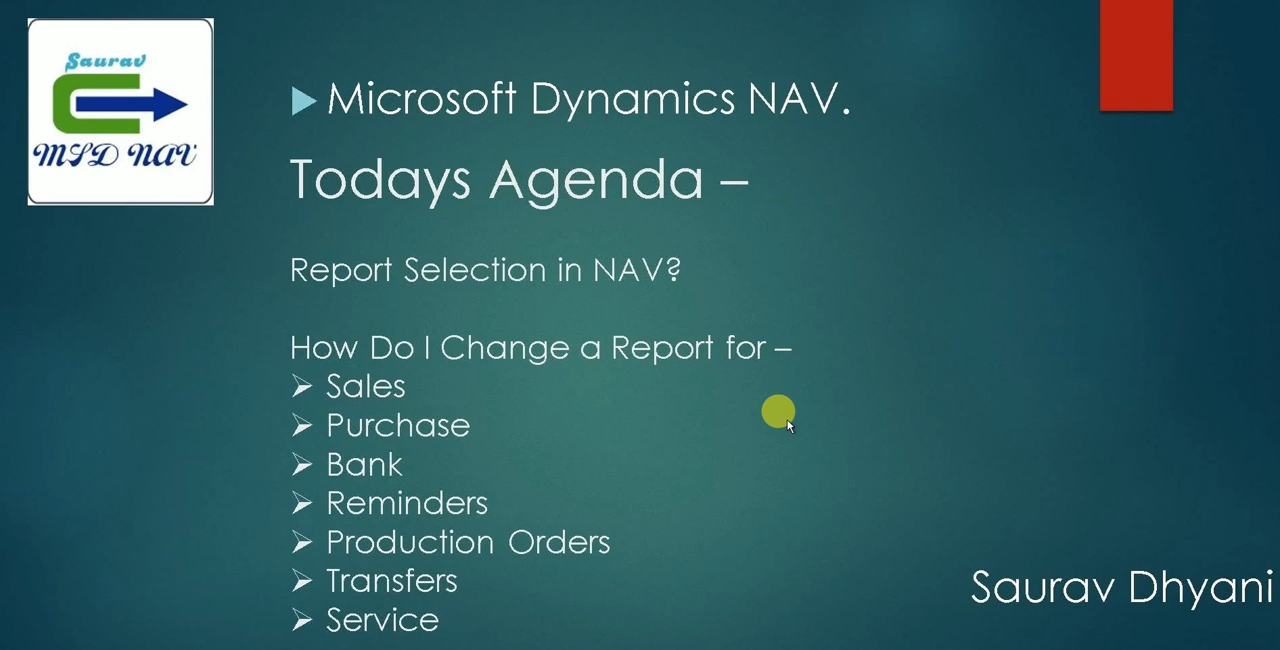 Saurav
MSD NAV
Microsoft Dynamics NAV.
Todays Agenda –
Report Selection in NAV?
How Do I Change a Report for –
➢ Sales
➢ Purchase
➢ Bank
➢ Reminders
➢ Production Orders
➢ Transfers
➢ Service
Saurav Dhyani